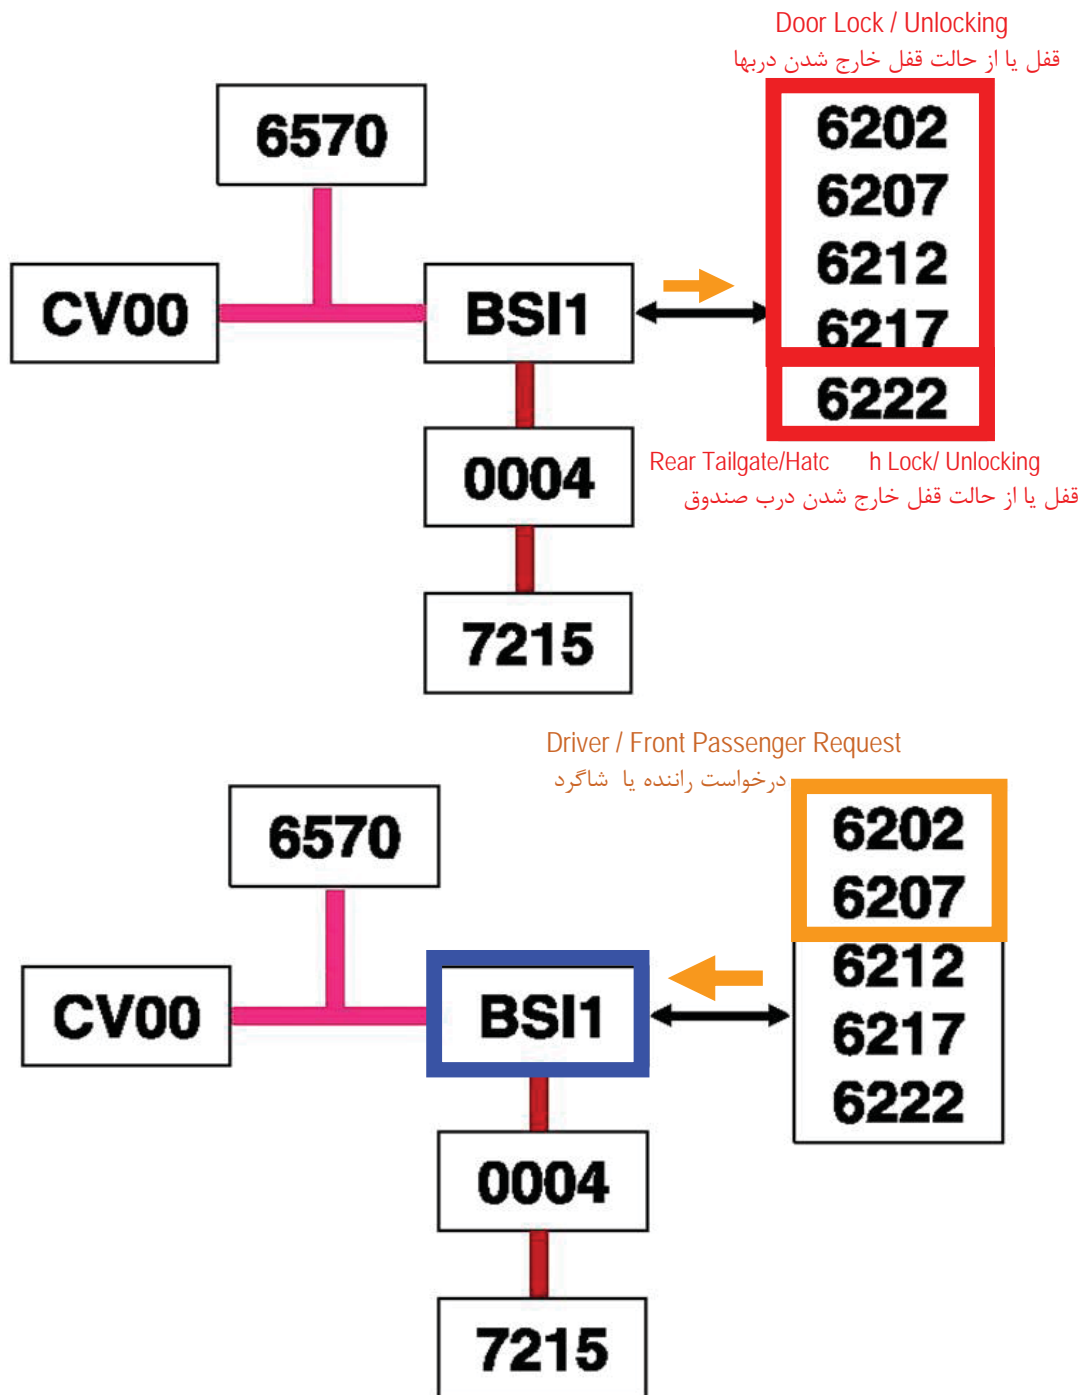 Door Lock / Unlocking
قفل یا از حالت قفل خارج شدن دربها
6570
6202
6207
6212
6217
6222
CV00
BSI1
0004
Rear Tailgate/Hatc h Lock/ Unlocking
قفل یا از حالت قفل خارج شدن درب صندوق
7215
Driver / Front Passenger Request
درخواست راننده یا شاگرد
6570
6202
6207
6212
6217
6222
CV00
BSI1
0004
7215